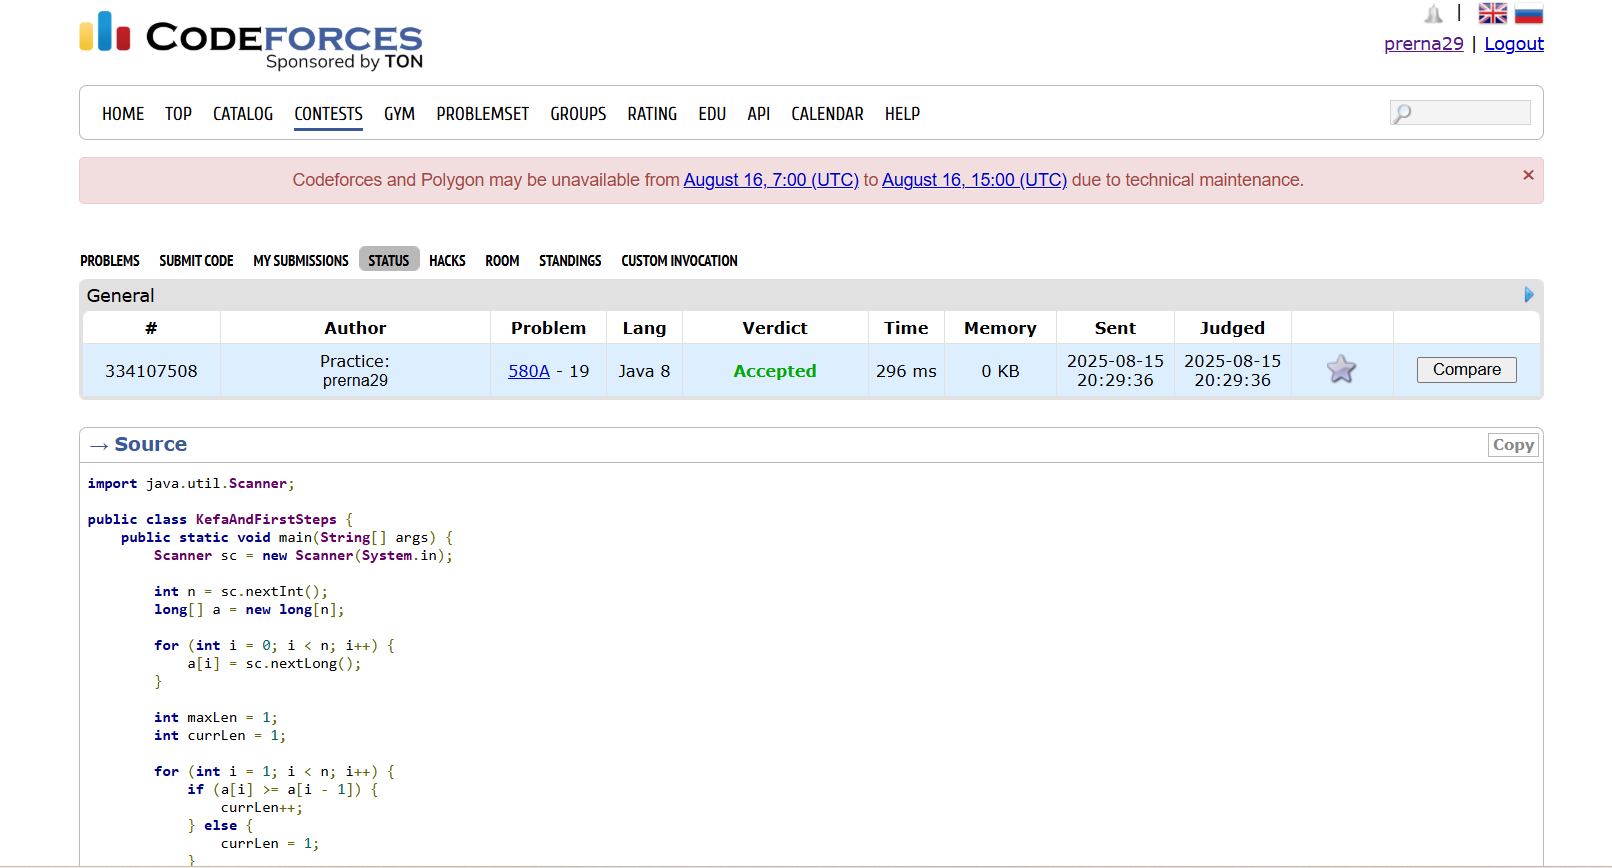 CODEFORCES
Sponsored by TON
|
prerna29 | Logout
HOME TOP CATALOG CONTESTS GYM PROBLEMSET GROUPS RATING EDU API CALENDAR HELP
Codeforces and Polygon may be unavailable from August 16, 7:00 (UTC) to August 16, 15:00 (UTC) due to technical maintenance. ×
PROBLEMS SUBMIT CODE MY SUBMISSIONS STATUS HACKS ROOM STANDINGS CUSTOM INVOCATION
General
# Author Problem Lang Verdict Time Memory Sent Judged
334107508 Practice: prerna29 580A - 19 Java 8 Accepted 296 ms 0 KB 2025-08-15 20:29:36 2025-08-15 20:29:36 Compare
→ Source Copy
import java.util.Scanner;
public class KefaAndFirstSteps {
    public static void main(String[] args) {
        Scanner sc = new Scanner(System.in);
        int n = sc.nextInt();
        long[] a = new long[n];
        for (int i = 0; i < n; i++) {
            a[i] = sc.nextLong();
        }
        int maxLen = 1;
        int currLen = 1;
        for (int i = 1; i < n; i++) {
            if (a[i] >= a[i - 1]) {
                currLen++;
            } else {
                currLen = 1;
            }